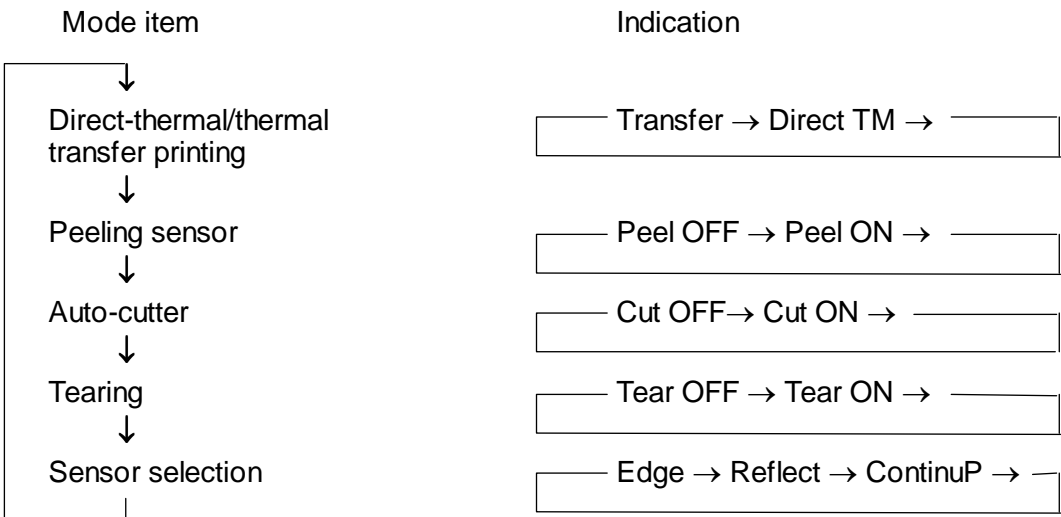 Mode item Indication
Direct-thermal/thermal
transfer printing
Transfer → Direct TM →
Peeling sensor
Peel OFF → Peel ON →
Auto-cutter
Cut OFF→ Cut ON →
Tearing
Tear OFF → Tear ON →
Sensor selection
Edge → Reflect → ContinuP →